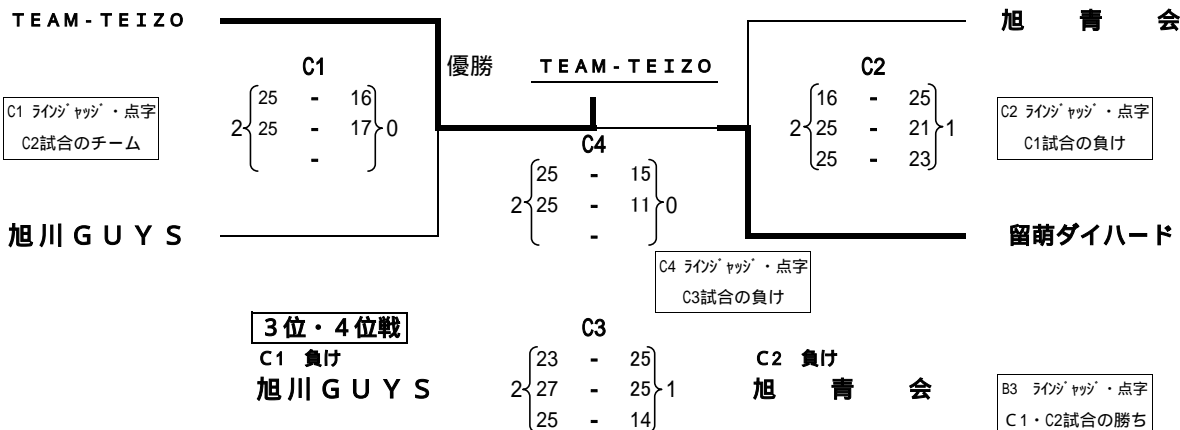 TEAM-TEIZO
旭 青 会
優勝 TEAM-TEIZO
C1
25 - 16
2 25 - 17 0
-
C2
16 - 25
2 25 - 21 1
25 - 23
C1 ﾗｲﾝｼﾞｬｯｼﾞ・点字
C2試合のチーム
C2 ﾗｲﾝｼﾞｬｯｼﾞ・点字
C1試合の負け
C4
25 - 15
2 25 - 11 0
-
旭川GUYS
留萌ダイハード
C4 ﾗｲﾝｼﾞｬｯｼﾞ・点字
C3試合の負け
3位・4位戦
C3
C1 負け
旭川GUYS
23 - 25
2 27 - 25 1
25 - 14
C2 負け
旭 青 会
B3 ﾗｲﾝｼﾞｬｯｼﾞ・点字
C1・C2試合の勝ち